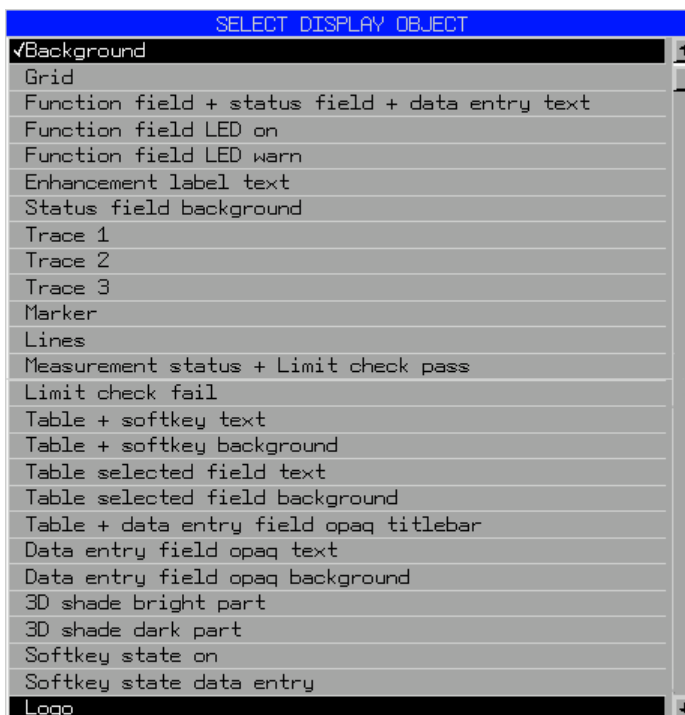 SELECT DISPLAY OBJECT
√Background
Grid
Function field + status field + data entry text
Function field LED on
Function field LED warn
Enhancement label text
Status field background
Trace 1
Trace 2
Trace 3
Marker
Lines
Measurement status + Limit check pass
Limit check fail
Table + softkey text
Table + softkey background
Table selected field text
Table selected field background
Table + data entry field opaq titlebar
Data entry field opaq text
Data entry field opaq background
3D shade bright part
3D shade dark part
Softkey state on
Softkey state data entry
Logo